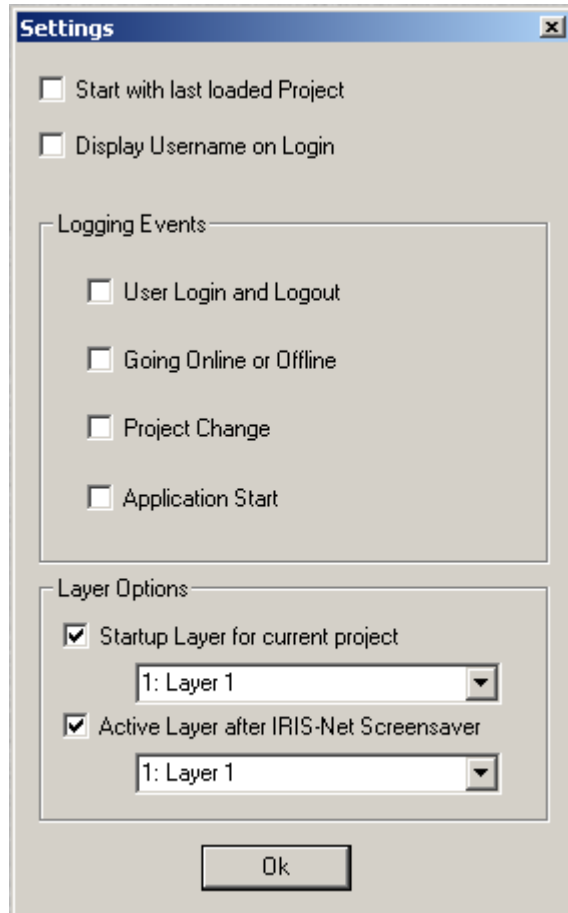 Settings
Start with last loaded Project
Display Username on Login
Logging Events
User Login and Logout
Going Online or Offline
Project Change
Application Start
Layer Options
Startup Layer for current project
1: Layer 1
Active Layer after IRIS-Net Screensaver
1: Layer 1
Ok